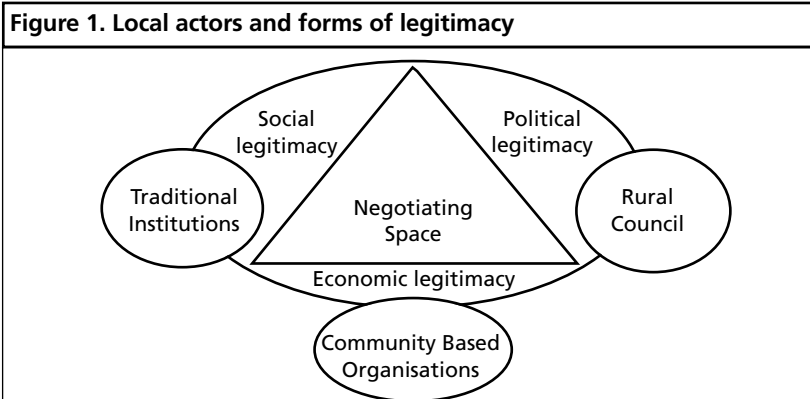 Figure 1. Local actors and forms of legitimacy
Social
legitimacy
Political
legitimacy
Traditional
Institutions
Negotiating
Space
Rural
Council
Economic legitimacy
Community Based
Organisations